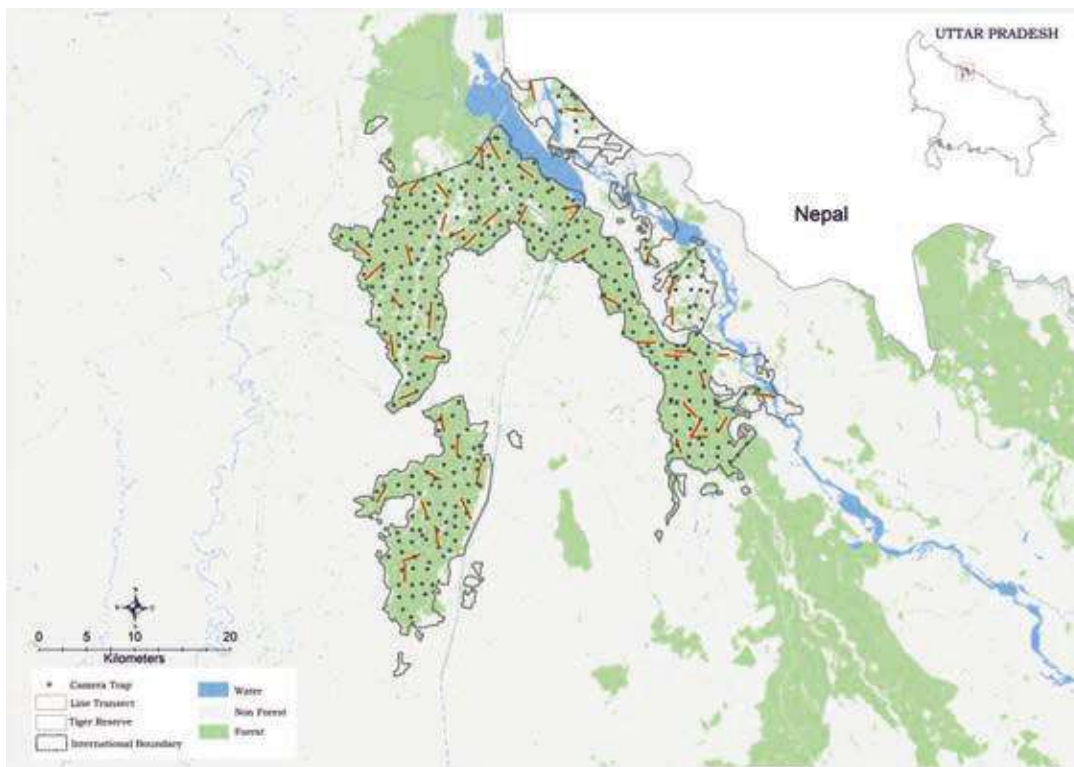 UTTAR PRADESH
Nepal
0 5 10 20
Kilometers
Camera Trap
Line Transect
Tiger Reserve
International Boundary
Water
Non Forest
Forest